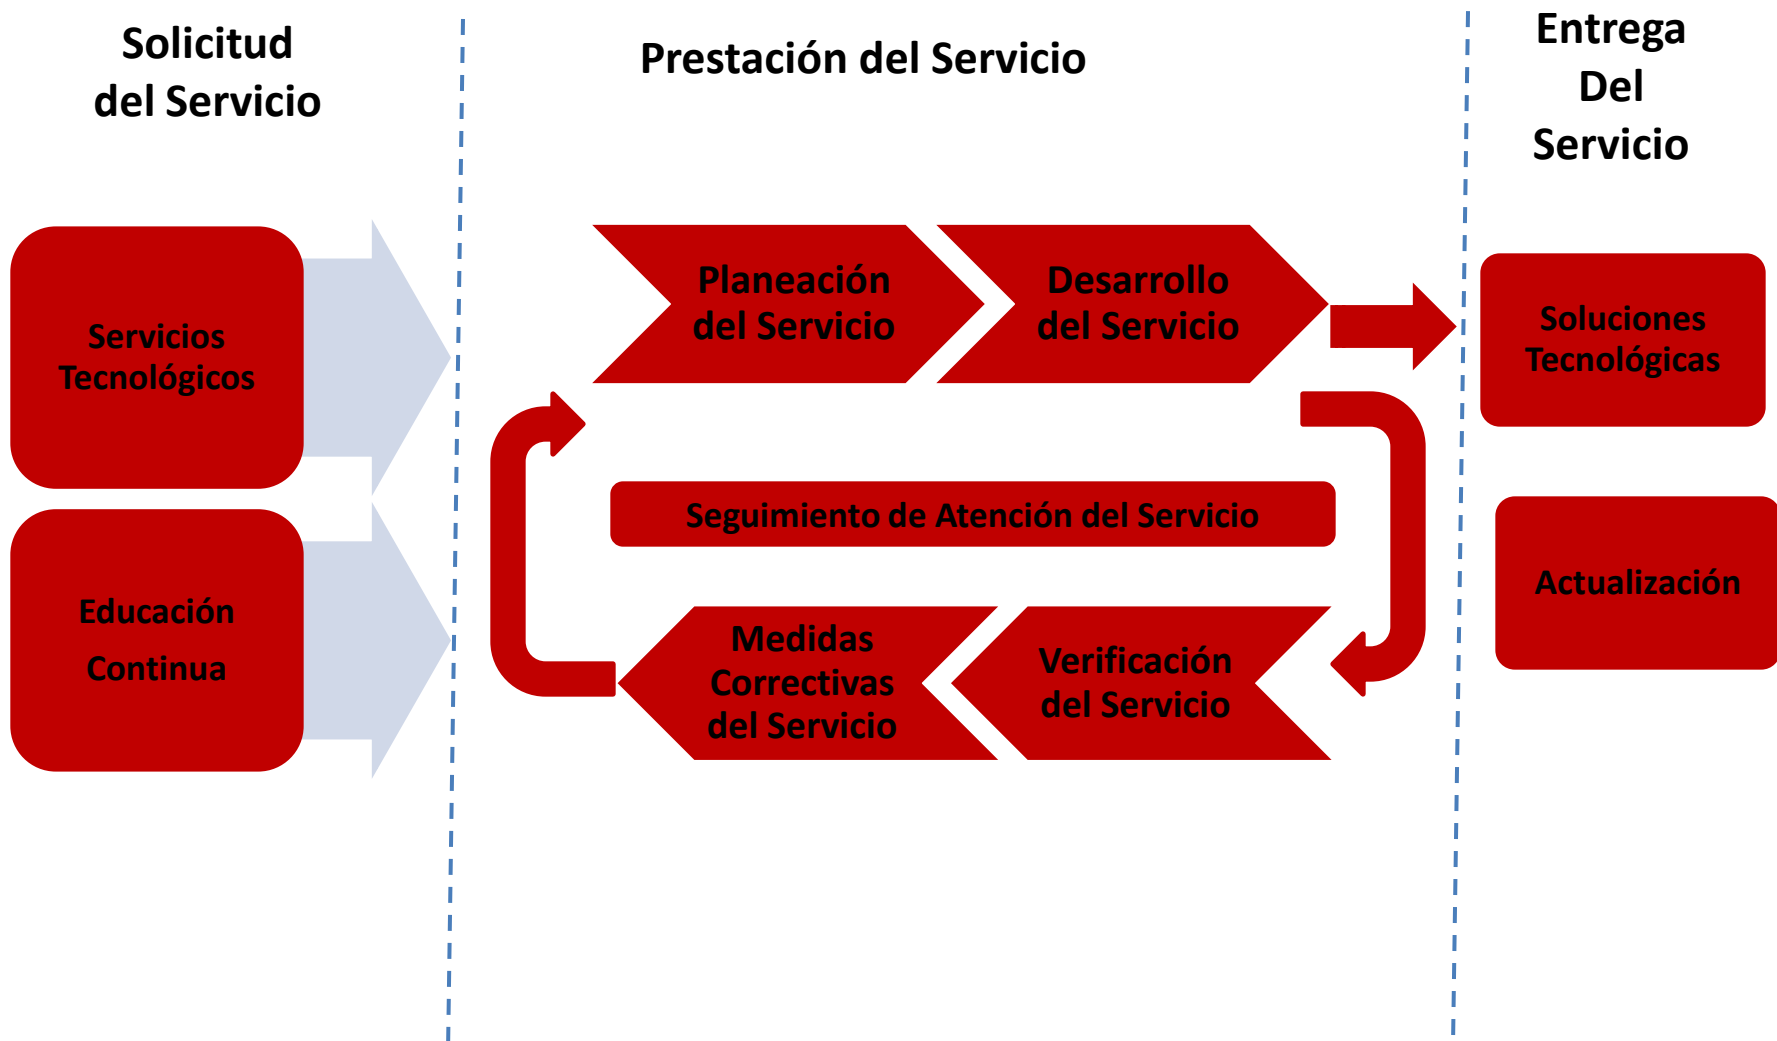 Solicitud
del Servicio
Prestación del Servicio
Entrega
Del
Servicio
Servicios
Tecnológicos
Educación
Continua
Planeación
del Servicio
Desarrollo
del Servicio
Seguimiento de Atención del Servicio
Medidas
Correctivas
del Servicio
Verificación
del Servicio
Soluciones
Tecnológicas
Actualización